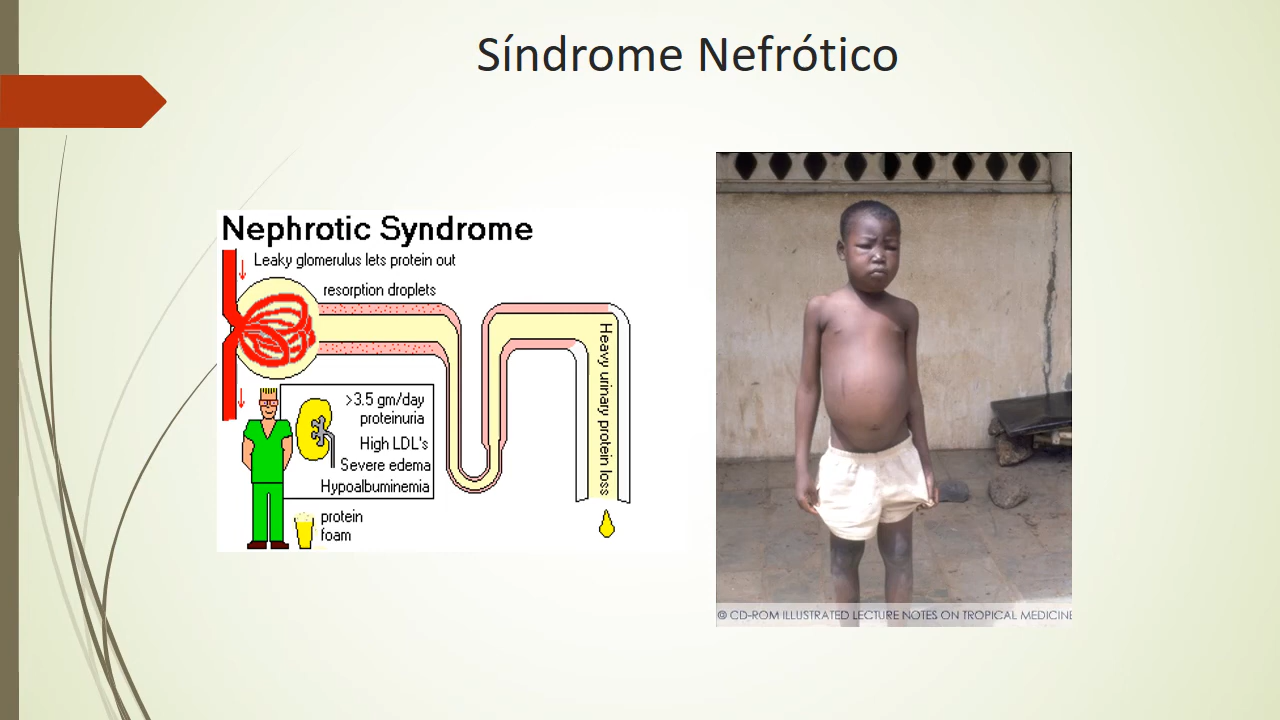 Síndrome Nefrótico
Nephrotic Syndrome
Leaky glomerulus lets protein out
resorption droplets
Heavy urinary protein loss
>3.5 gm/day
proteinuria
High LDL's
Severe edema
Hypoalbuminemia
protein
foam
© CD-ROM ILLUSTRATED LECTURE NOTES ON TROPICAL MEDICINE